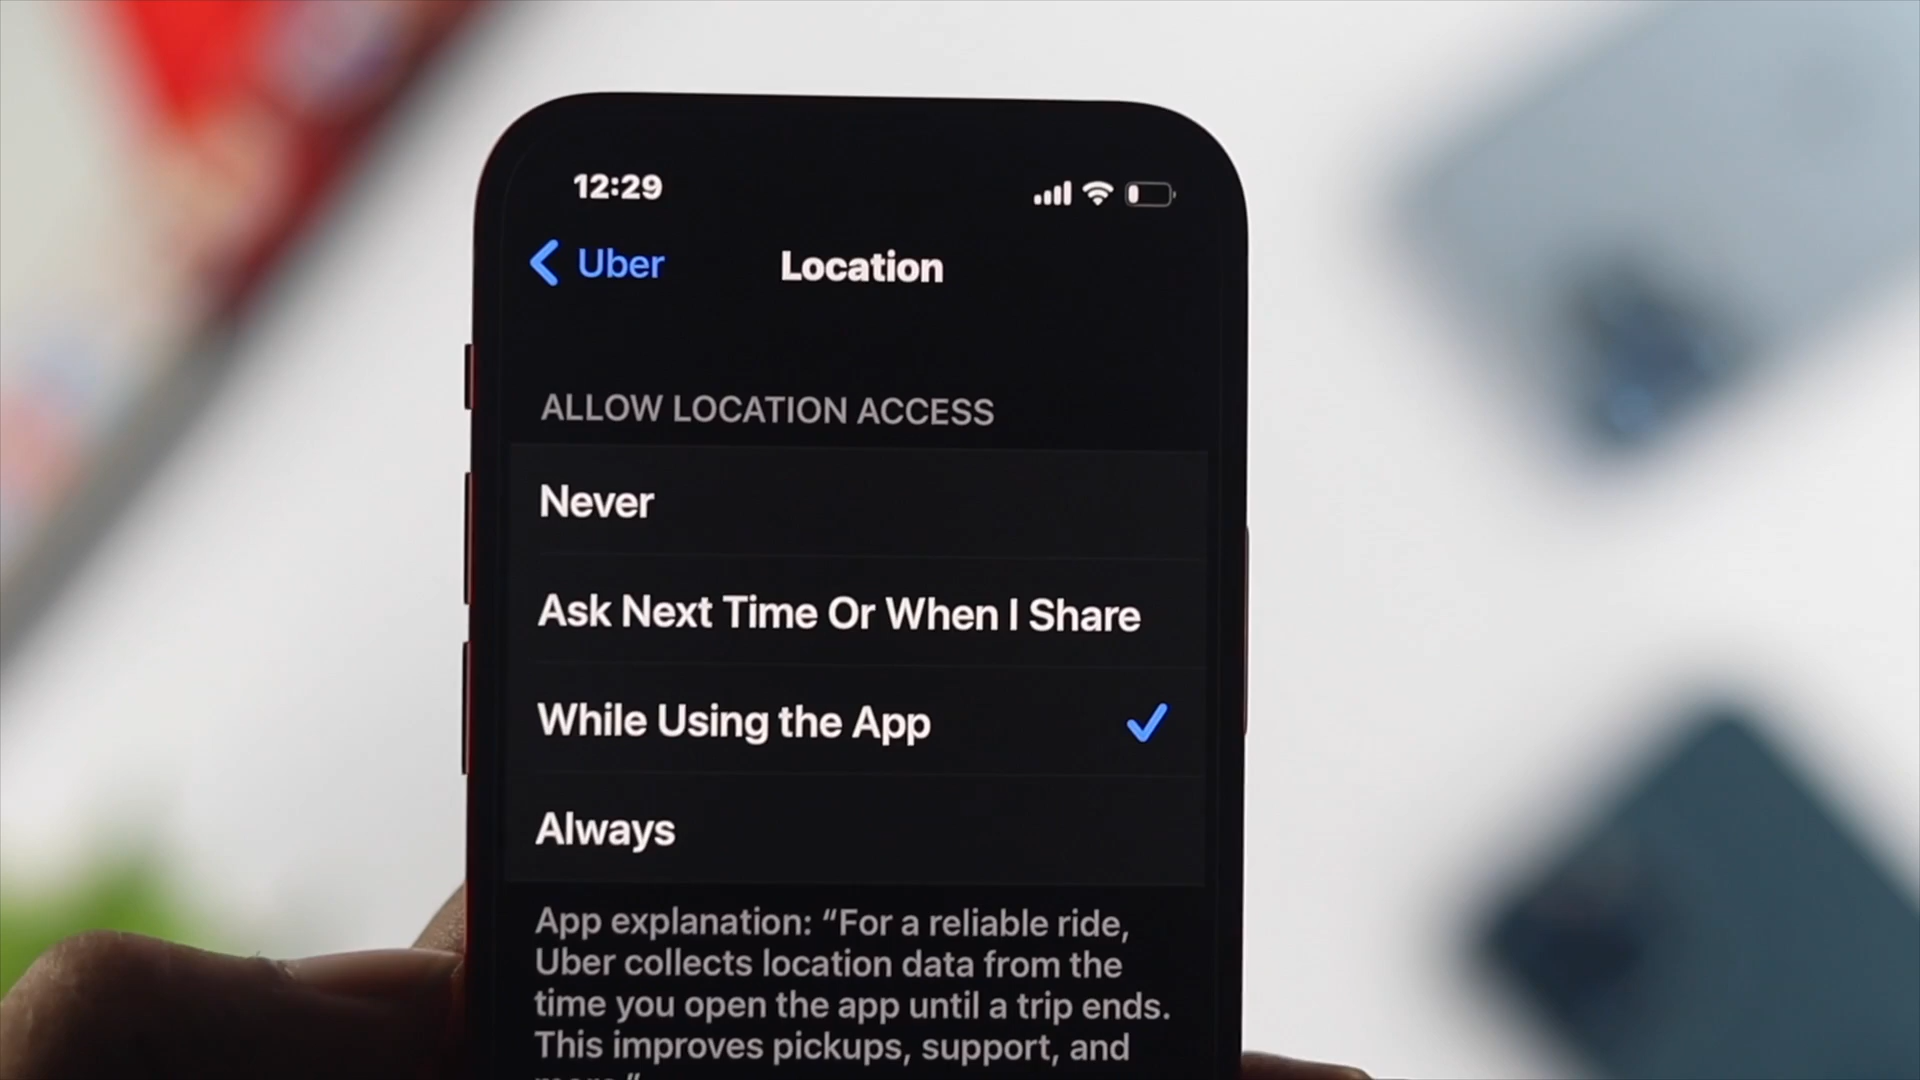 12:29
Uber
Location
ALLOW LOCATION ACCESS
Never
Ask Next Time Or When I Share
While Using the App
Always
App explanation: “For a reliable ride,
Uber collects location data from the
time you open the app until a trip ends.
This improves pickups, support, and